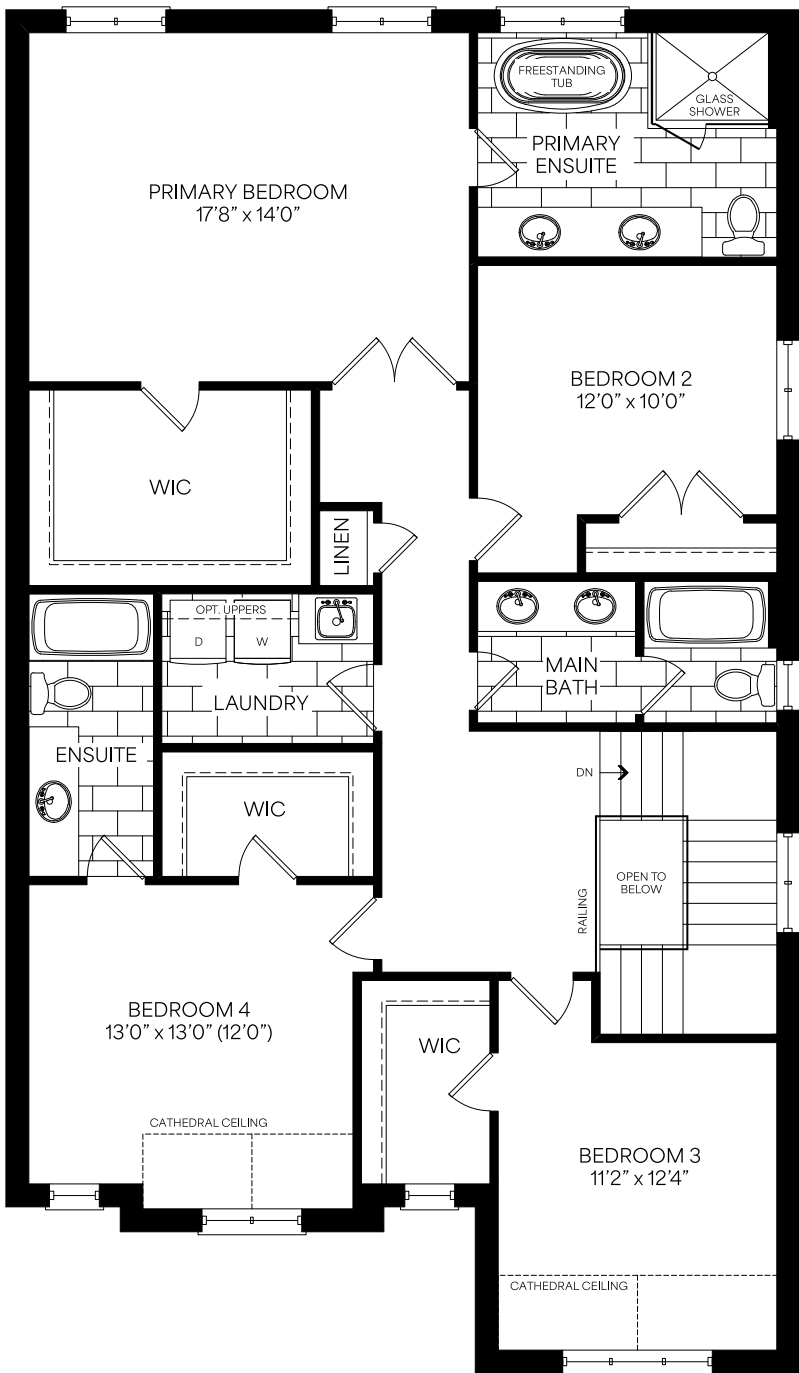 FREESTANDING
TUB
GLASS
SHOWER
PRIMARY
ENSUITE
PRIMARY BEDROOM
17’8” x 14’0”
BEDROOM 2
12’0” x 10’0”
WIC
LINEN
OPT. UPPERS
D
W
LAUNDRY
MAIN
BATH
ENSUITE
WIC
DN
OPEN TO
BELOW
RAILING
BEDROOM 4
13’0” x 13’0” (12’0”)
WIC
CATHEDRAL CEILING
BEDROOM 3
11’2” x 12’4”
CATHEDRAL CEILING